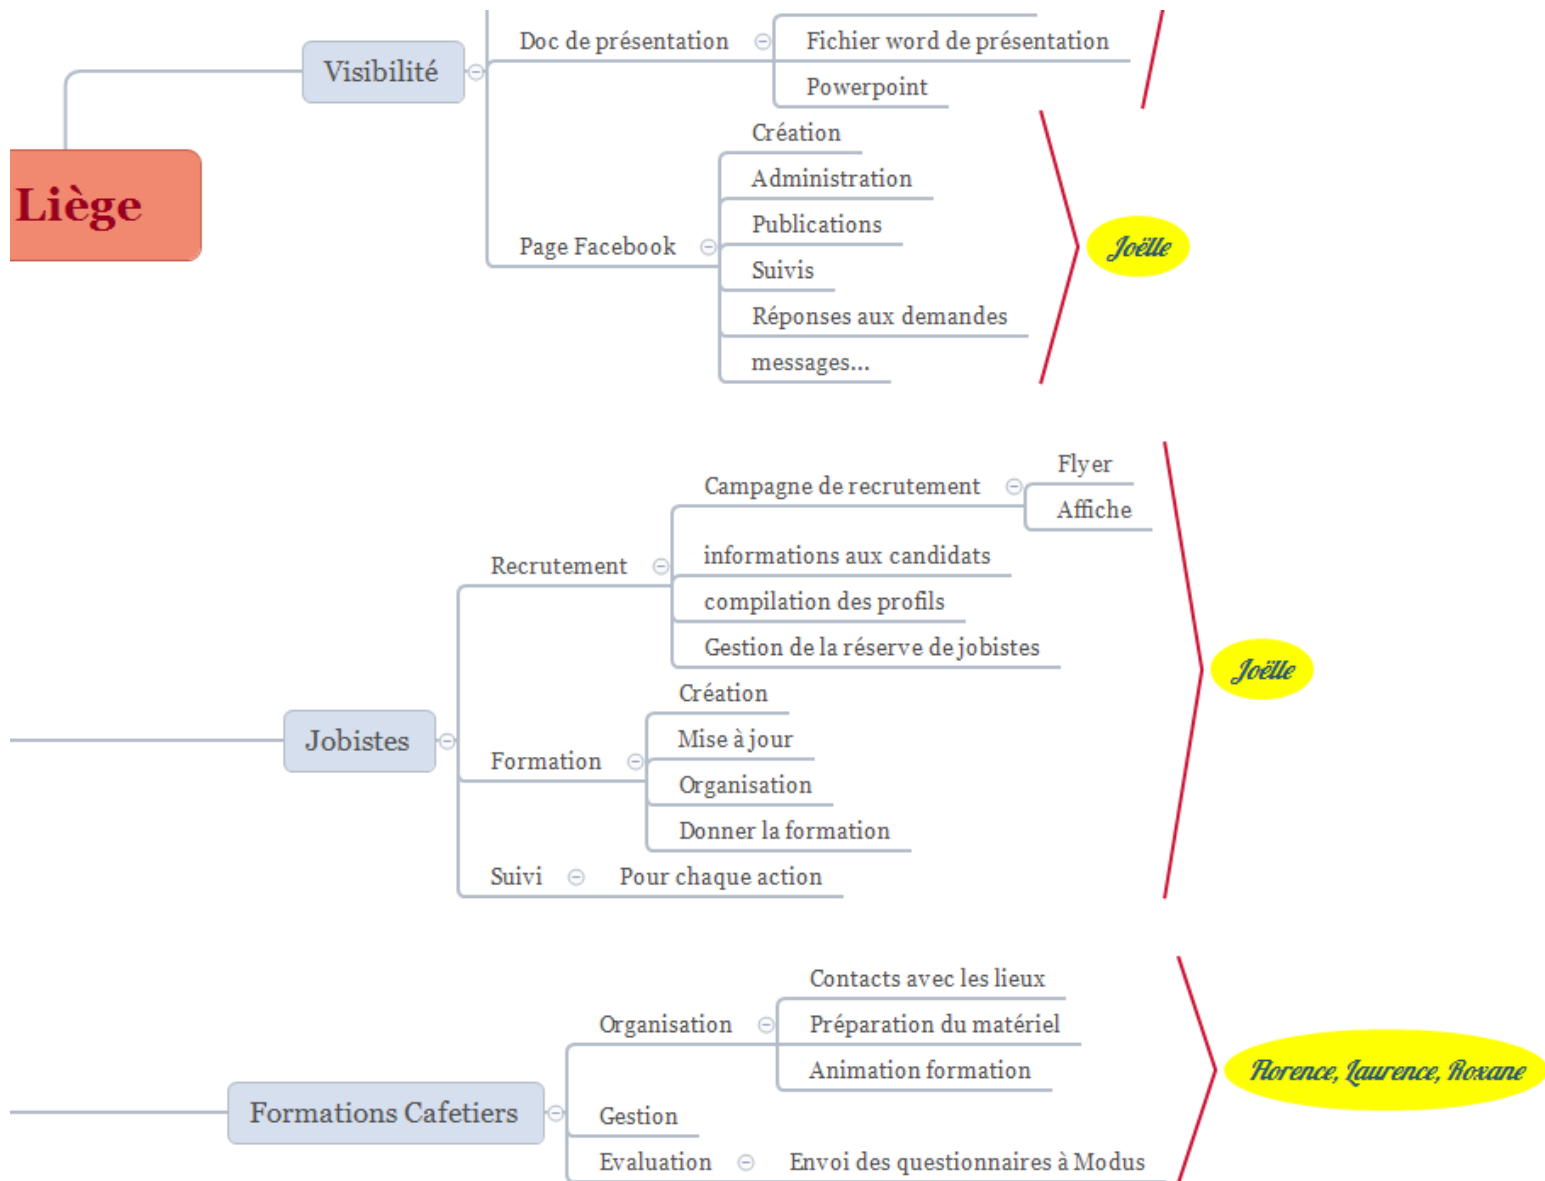 Doc de présentation
Fichier word de présentation
Powerpoint
Visibilité
Liège
Page Facebook
Création
Administration
Publications
Suivis
Réponses aux demandes
messages...
Joëlle
Jobistes
Recrutement
Campagne de recrutement
Flyer
Affiche
informations aux candidats
compilation des profils
Gestion de la réserve de jobistes
Formation
Création
Mise à jour
Organisation
Donner la formation
Suivi
Pour chaque action
Joëlle
Formations Cafetiers
Organisation
Contacts avec les lieux
Préparation du matériel
Animation formation
Gestion
Evaluation
Envoi des questionnaires à Modus
Florence, Laurence, Roxane